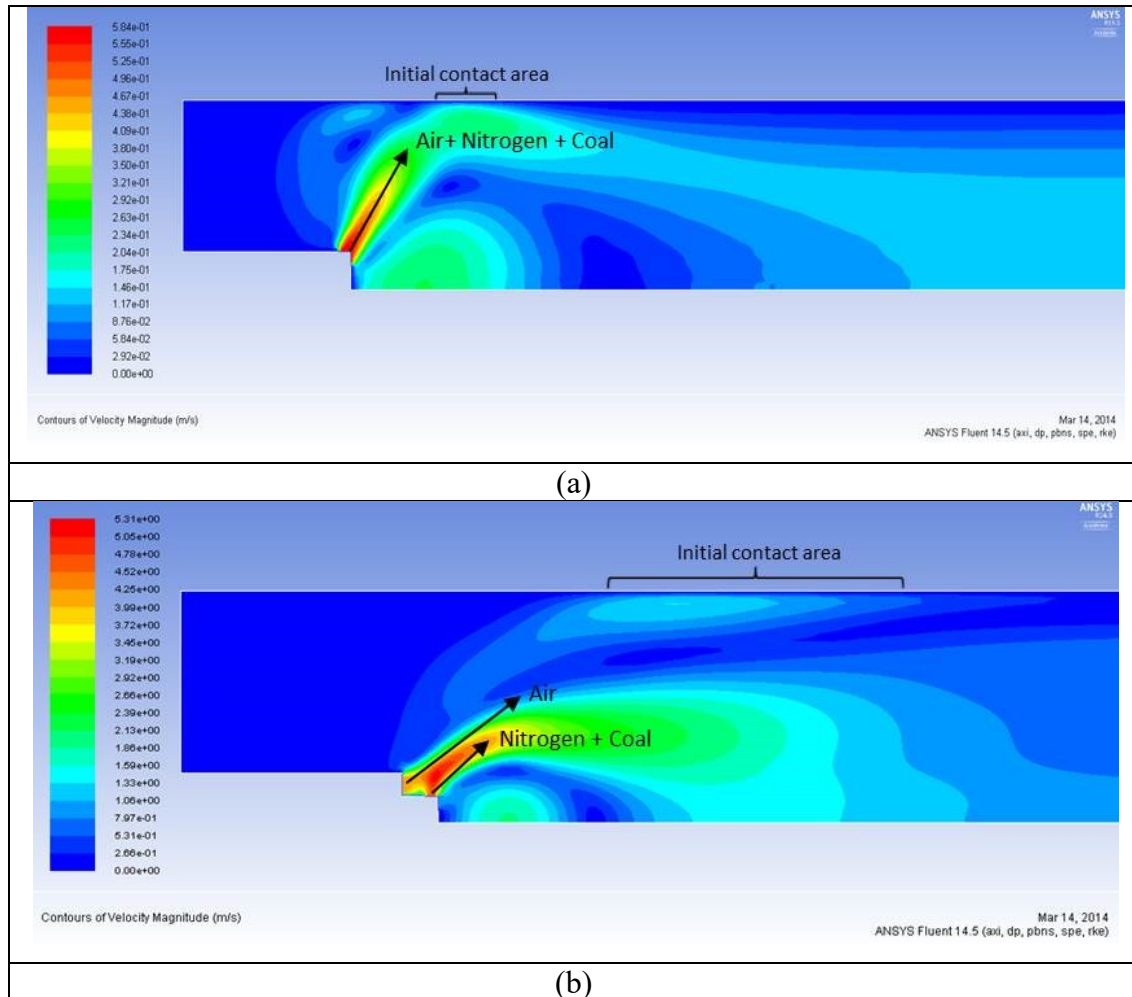 ANSYS
R14.5
5.84e-01
5.55e-01
5.25e-01
4.96e-01
4.67e-01
4.38e-01
4.09e-01
3.80e-01
3.50e-01
3.21e-01
2.92e-01
2.63e-01
2.34e-01
2.04e-01
1.75e-01
1.46e-01
1.17e-01
8.76e-02
5.84e-02
2.92e-02
0.00e+00
Initial contact area
Air+ Nitrogen + Coal
Contours of Velocity Magnitude (m/s)
Mar 14, 2014
ANSYS Fluent 14.5 (axi, dp, pbns, spe, rke)
(a)
ANSYS
R14.5
5.31e+00
5.05e+00
4.78e+00
4.52e+00
4.25e+00
3.99e+00
3.72e+00
3.45e+00
3.19e+00
2.92e+00
2.66e+00
2.39e+00
2.13e+00
1.86e+00
1.59e+00
1.33e+00
1.06e+00
7.97e-01
5.31e-01
2.66e-01
0.00e+00
Initial contact area
Air
Nitrogen + Coal
Contours of Velocity Magnitude (m/s)
Mar 14, 2014
ANSYS Fluent 14.5 (axi, dp, pbns, spe, rke)
(b)